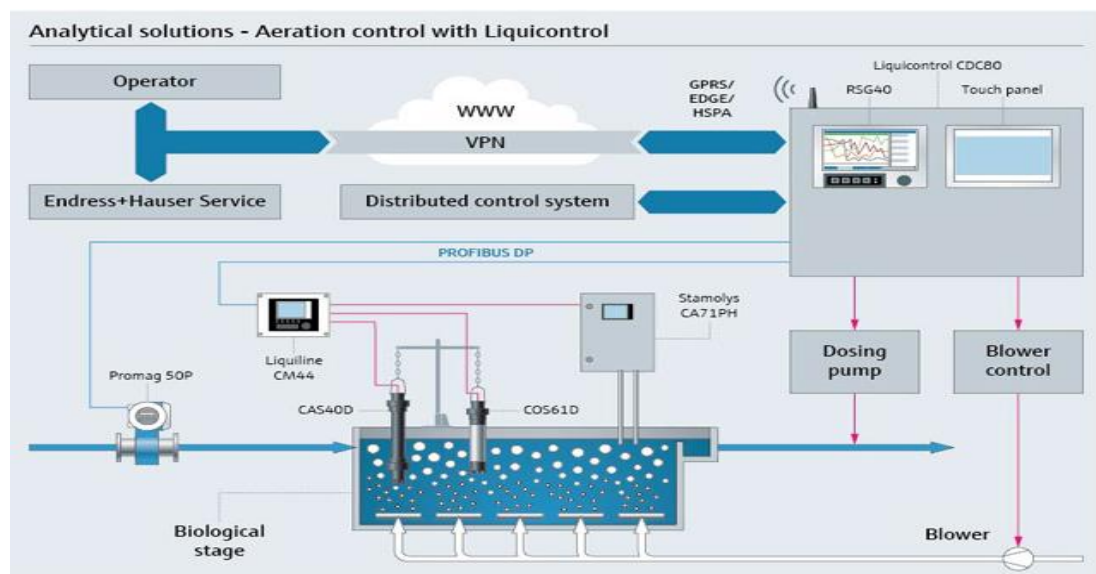 Analytical solutions - Aeration control with Liquicontrol
Operator
WWW
VPN
GPRS/
EDGE/
HSPA
Liquicontrol CDC80
RSG40
Touch panel
Endress+Hauser Service
Distributed control system
PROFIBUS DP
Stamolys
CA71PH
Liquiline
CM44
Promag 50P
Dosing
pump
Blower
control
CAS40D
COS61D
Biological
stage
Blower